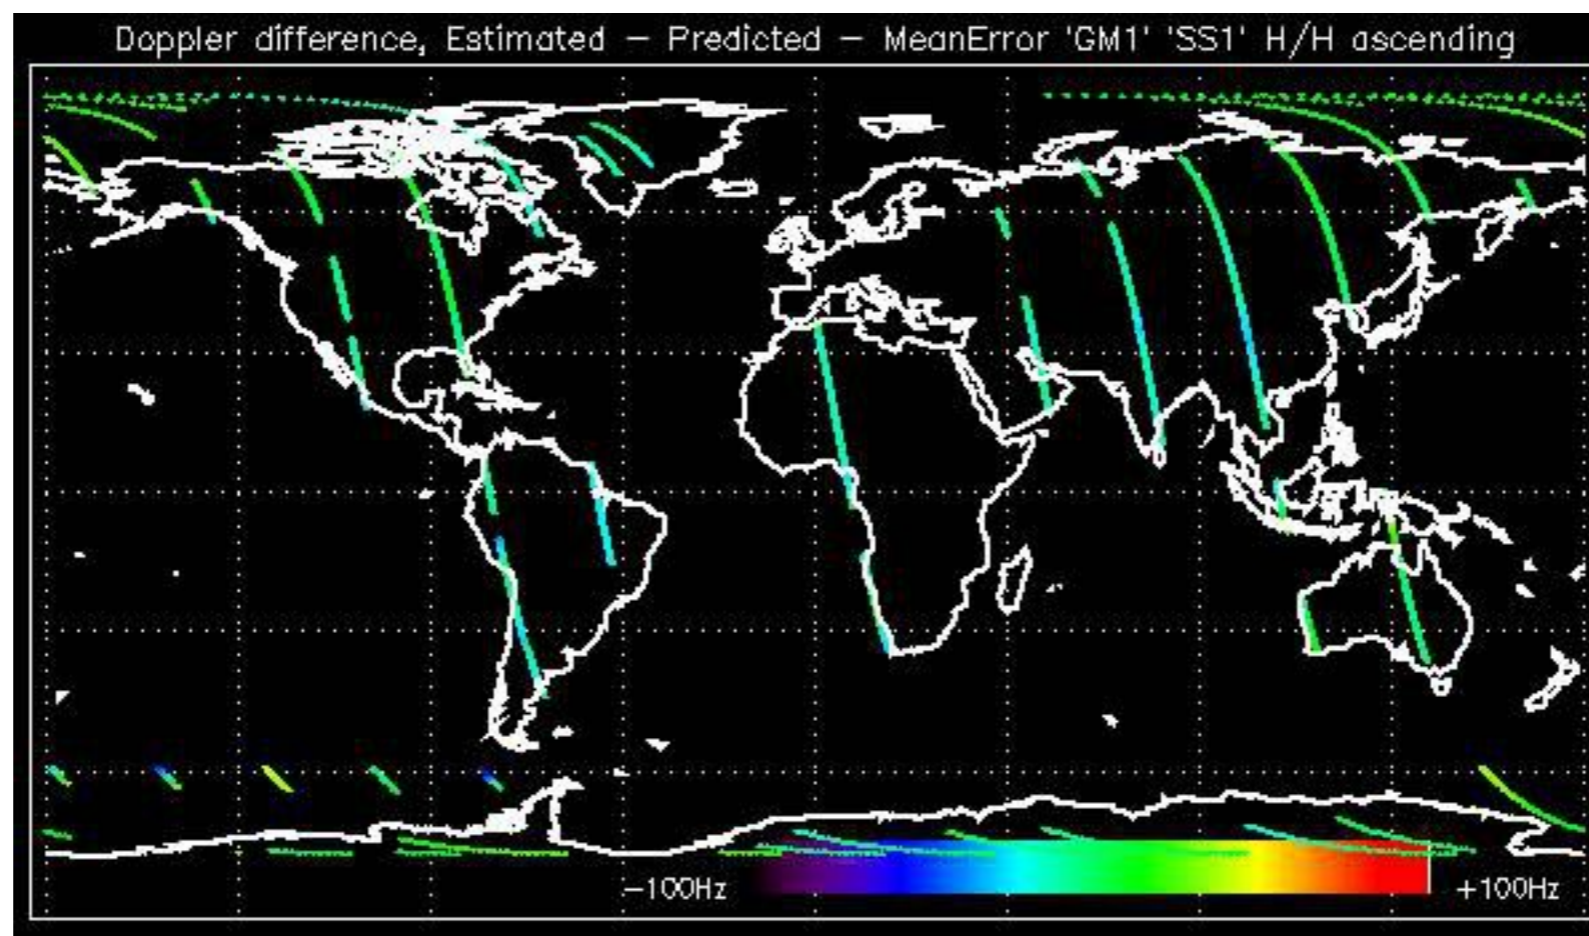 Doppler difference, Estimated – Predicted – MeanError 'GM1' 'SS1' H/H ascending
-100Hz
+100Hz